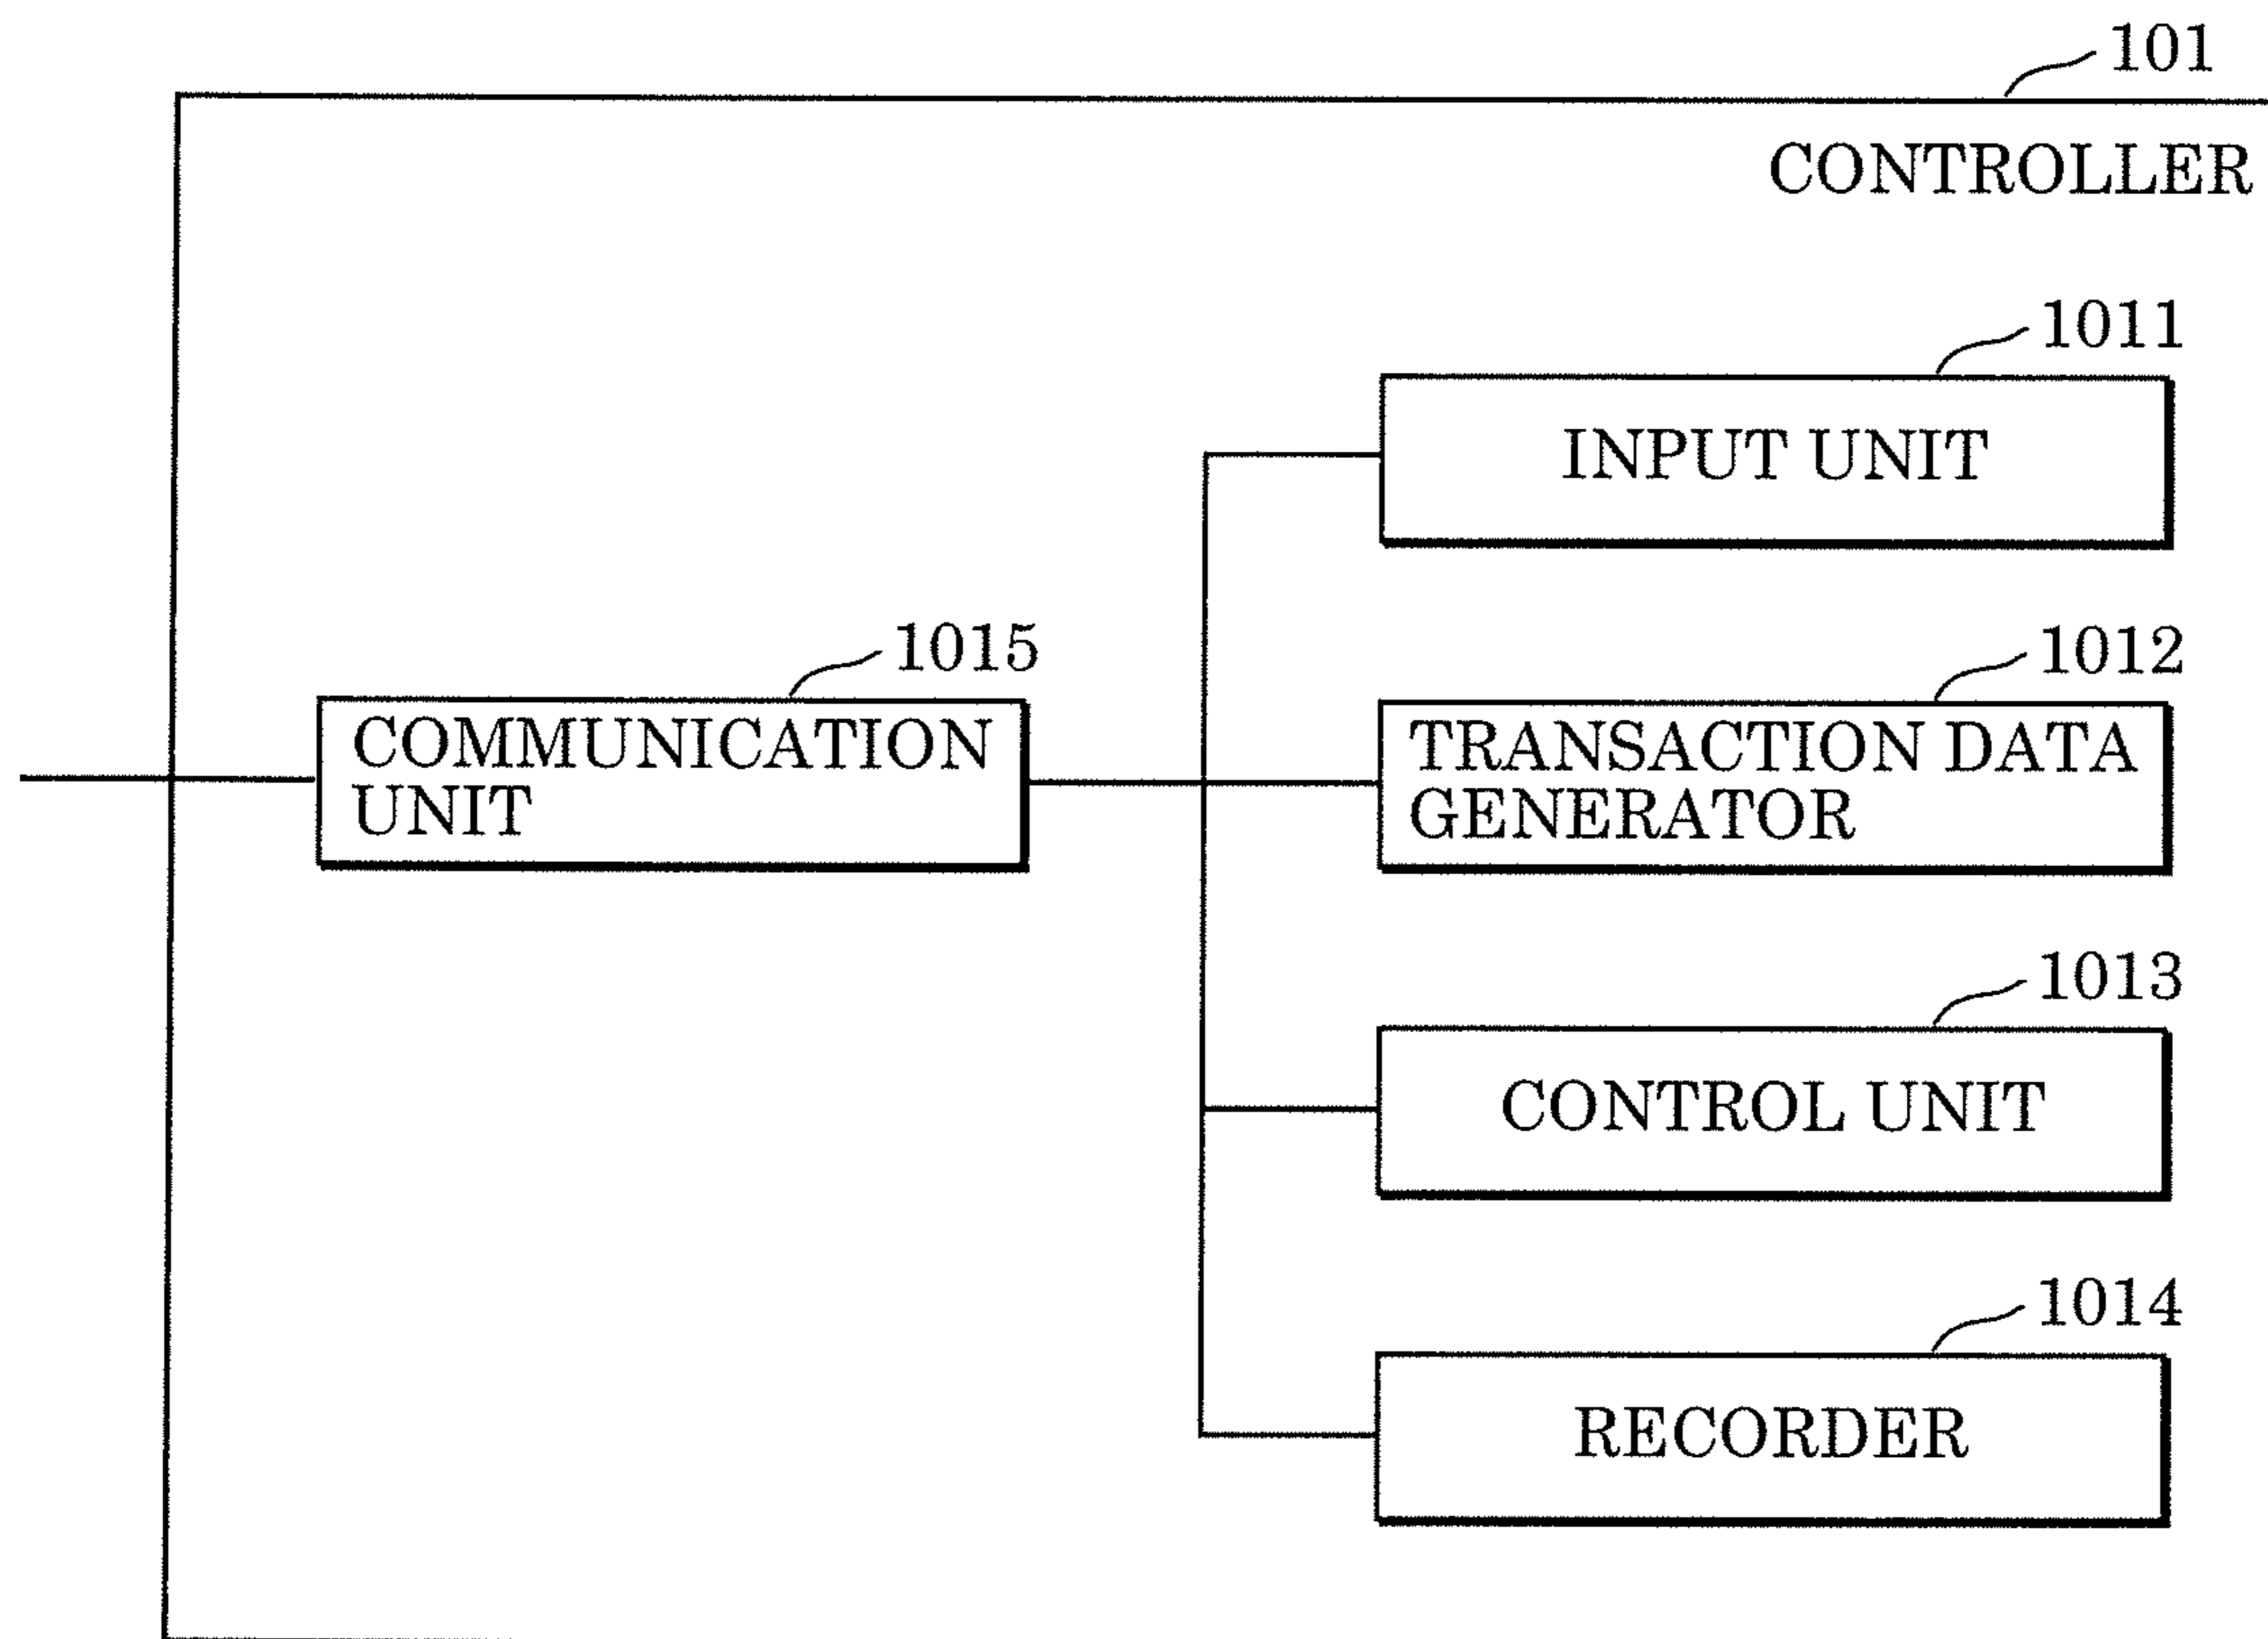 101
CONTROLLER
1011
INPUT UNIT
1015
COMMUNICATION
UNIT
1012
TRANSACTION DATA
GENERATOR
1013
CONTROL UNIT
1014
RECORDER